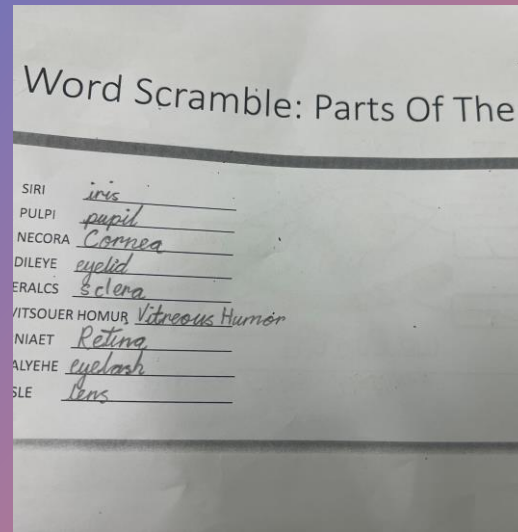 Word Scramble: Parts Of The
SIRI iris
PULPI pupil
NECORA Cornea
DILEYE eyelid
ERALCS sclera
VITSOUER HOMUR Vitreous Humor
NIAET Retina
ALYEHE eyelash
SLE lens